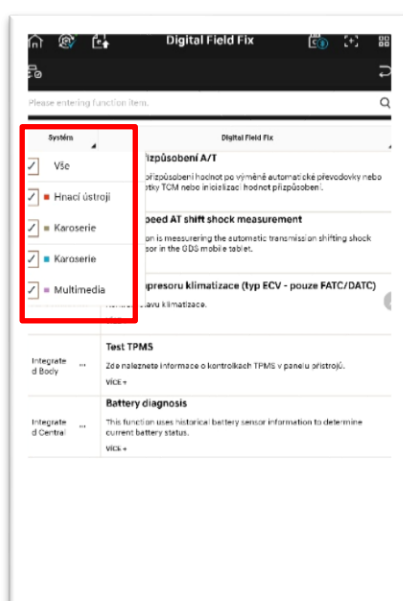 Digital Field Fix
Please entering function item.
Systém
Digital Field Fix
Vše
Hnací ústrojí
Karoserie
Karoserie
Multimedia
izpůsobení A/T
přizpůsobení hodnot po výměně automatické převodovky nebo
tky TCM nebo inicializaci hodnot přizpůsobení.
peed AT shift shock measurement
on is measurering the automatic transmission shifting shock
sor in the GDS mobile tablet.
presoru klimatizace (typ ECV - pouze FATC/DATC)
avu klimatizace.
Integrate
d Body
...
Test TPMS
Zde naleznete informace o kontrolkách TPMS v panelu přístrojů.
VÍCE +
Integrate
d Central
...
Battery diagnosis
This function uses historical battery sensor information to determine
current battery status.
VÍCE +